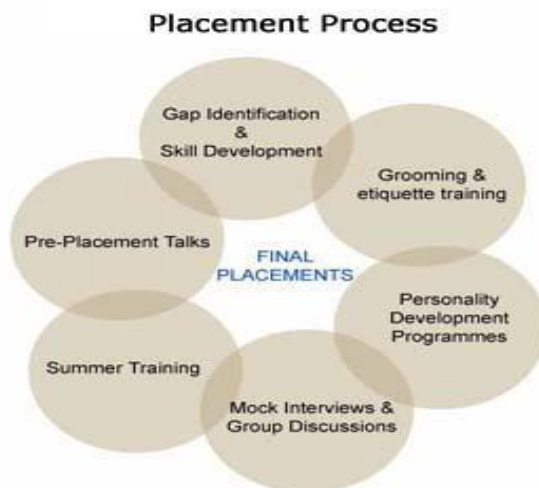 Placement Process
Gap Identification
&
Skill Development
Grooming &
etiquette training
Pre-Placement Talks
FINAL
PLACEMENTS
Personality
Development
Programmes
Summer Training
Mock Interviews &
Group Discussions